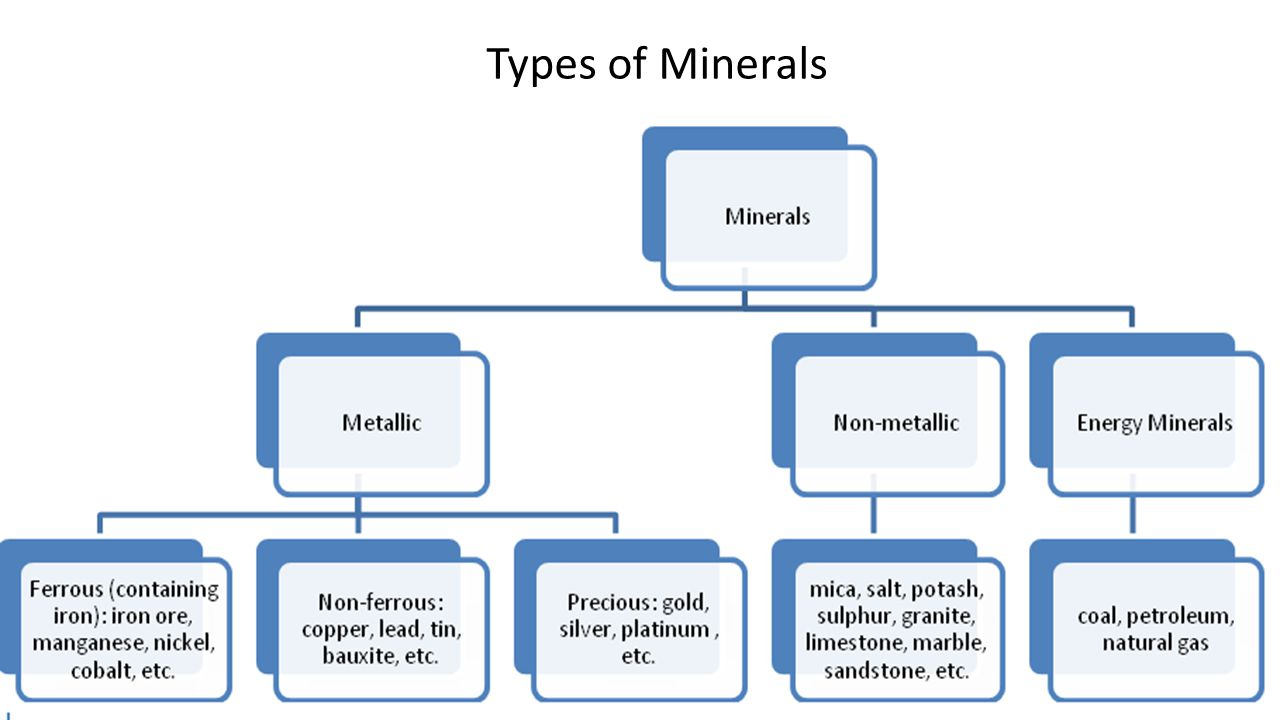 Types of Minerals
Minerals
Metallic
Non-metallic
Energy Minerals
Ferrous (containing
iron): iron ore,
manganese, nickel,
cobalt, etc.
Non-ferrous:
copper, lead, tin,
bauxite, etc.
Precious: gold,
silver, platinum ,
etc.
mica, salt, potash,
sulphur, granite,
limestone, marble,
sandstone, etc.
coal, petroleum,
natural gas